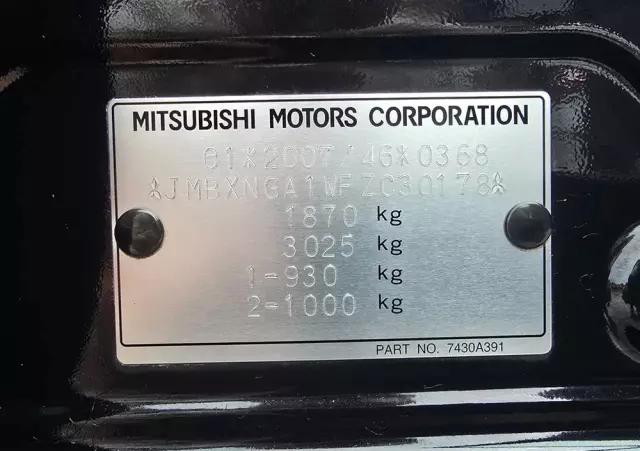 MITSUBISHI MOTORS CORPORATION
e1*2007/46*0368
JMBXNGA1WFZC30178
1870 kg
3025 kg
1-930 kg
2-1000 kg
PART NO. 7430A391